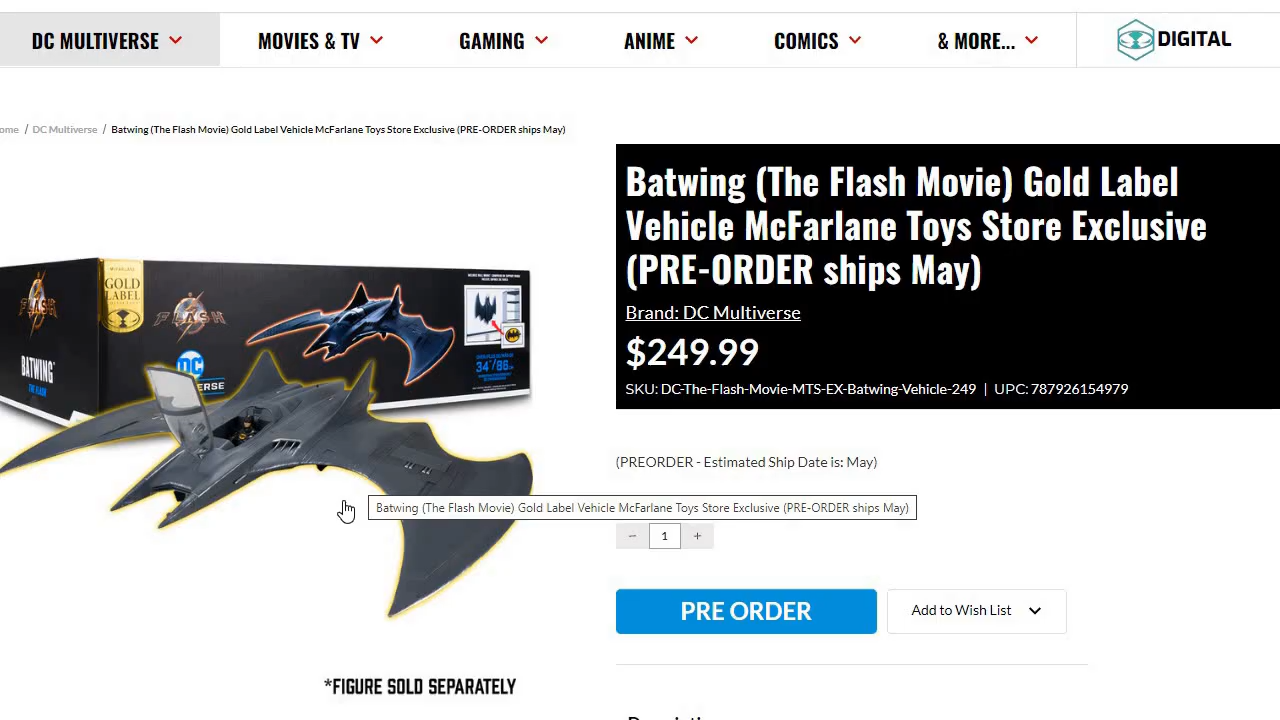 DC MULTIVERSE
MOVIES & TV
GAMING
ANIME
COMICS
& MORE...
DIGITAL
ome / DC Multiverse / Batwing (The Flash Movie) Gold Label Vehicle McFarlane Toys Store Exclusive (PRE-ORDER ships May)
GOLD
LABEL
FLASH
FLASH
BATWING
THE FLASH
DC
ERSE
34"/86
*FIGURE SOLD SEPARATELY
Batwing (The Flash Movie) Gold Label
Vehicle McFarlane Toys Store Exclusive
(PRE-ORDER ships May)
Brand: DC Multiverse
$249.99
SKU: DC-The-Flash-Movie-MTS-EX-Batwing-Vehicle-249 | UPC: 787926154979
(PREORDER - Estimated Ship Date is: May)
Batwing (The Flash Movie) Gold Label Vehicle McFarlane Toys Store Exclusive (PRE-ORDER ships May)
− 1 +
PRE ORDER
Add to Wish List